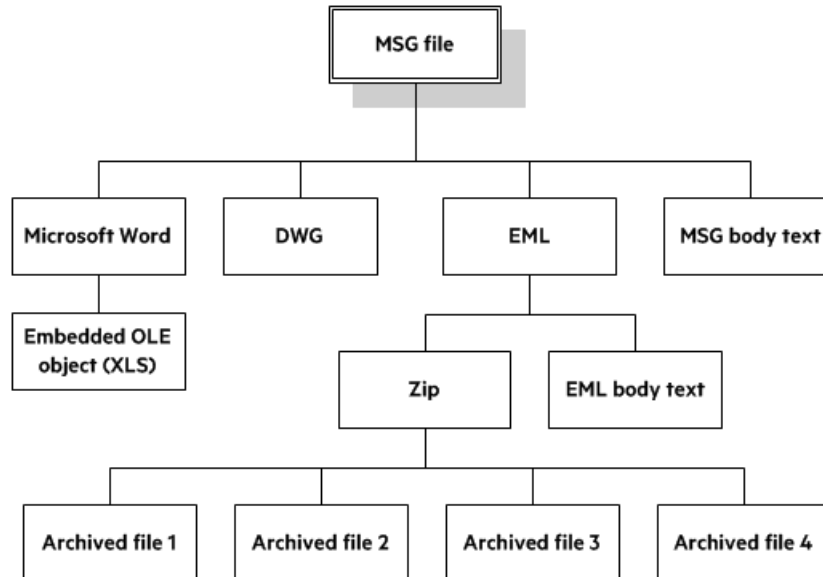 MSG file
Microsoft Word
DWG
EML
MSG body text
Embedded OLE
object (XLS)
Zip
EML body text
Archived file 1
Archived file 2
Archived file 3
Archived file 4